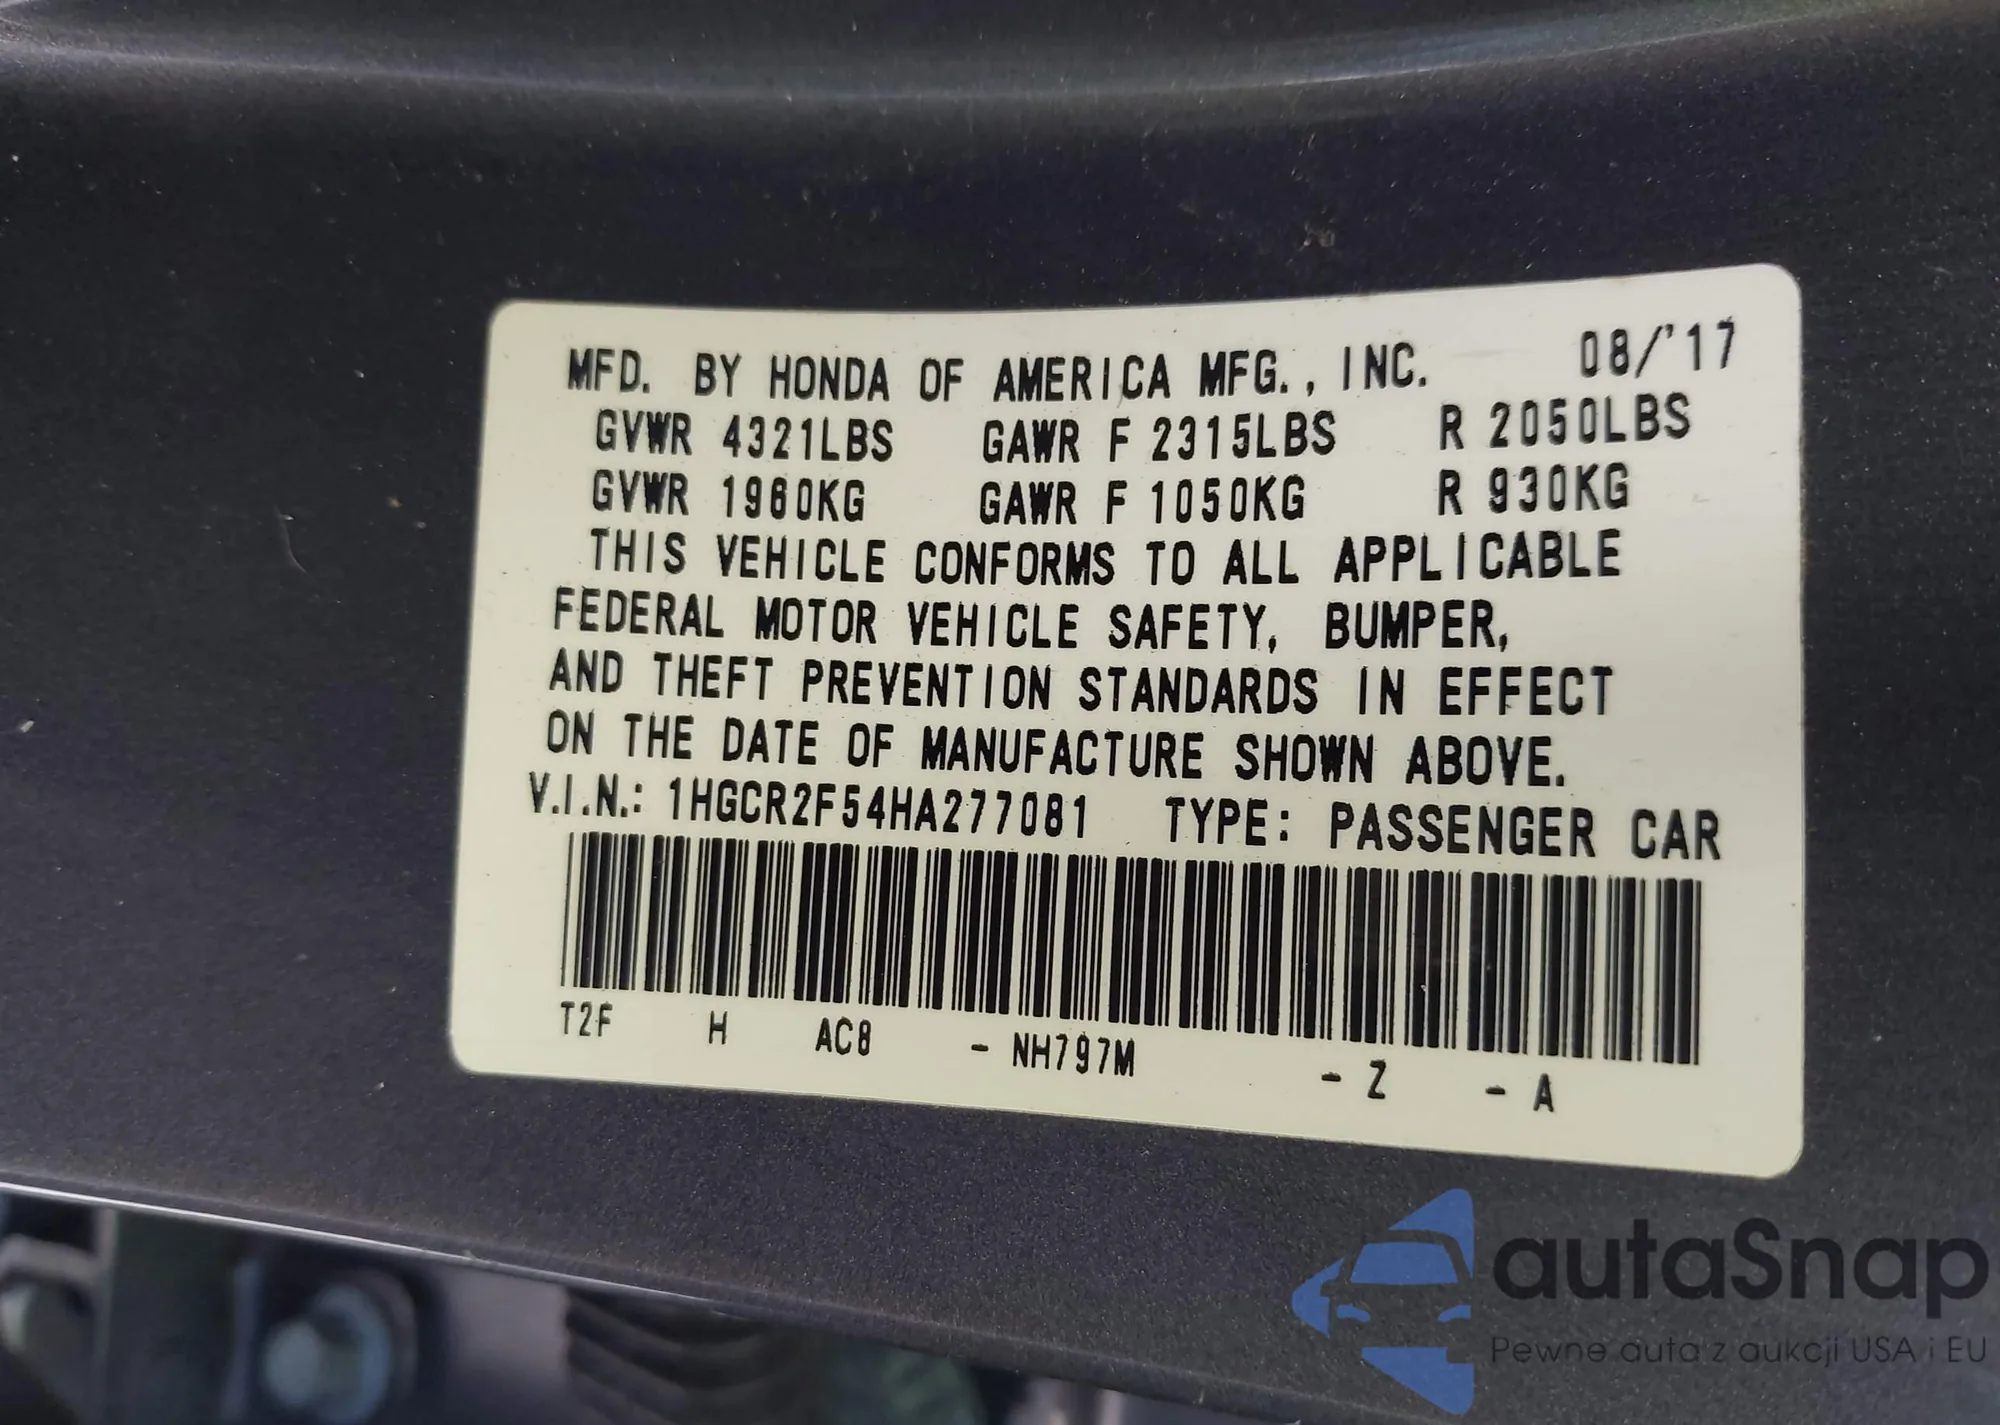 MFD. BY HONDA OF AMERICA MFG., INC. 08/'17
GVWR 4321LBS GAWR F 2315LBS R 2050LBS
GVWR 1960KG GAWR F 1050KG R 930KG
THIS VEHICLE CONFORMS TO ALL APPLICABLE
FEDERAL MOTOR VEHICLE SAFETY, BUMPER,
AND THEFT PREVENTION STANDARDS IN EFFECT
ON THE DATE OF MANUFACTURE SHOWN ABOVE.
V.I.N.: 1HGCR2F54HA277081 TYPE: PASSENGER CAR
T2F H AC8 - NH797M - Z - A
autaSnap
Pewne auta z aukcji USA i EU